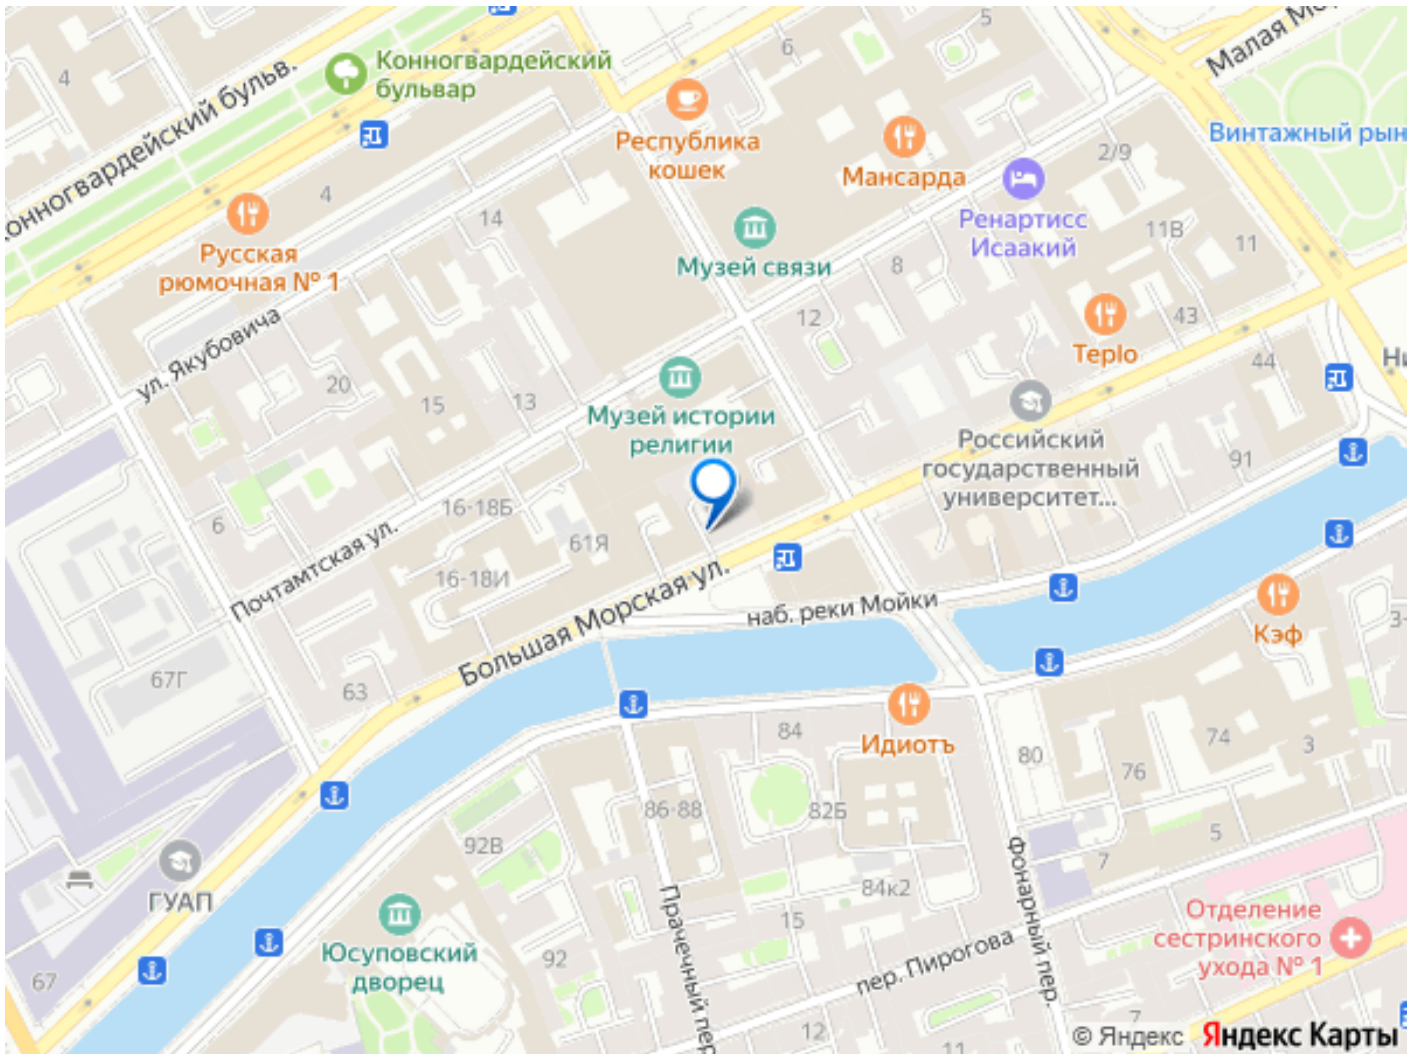 5
Малая Мо
6
4
Конногвардейский
бульвар
Конногвардейский бульв.
Республика
кошек
Мансарда
Винтажный рын
2/9
4
14
Ренартисс
Исаакий
11В
11
Русская
рюмочная № 1
Музей связи
8
12
43
Teplo
ул. Якубовича
20
15
13
Музей истории
религии
44
Ни
Российский
государственный
университет...
91
6
16-18Б
61Я
Почтамтская ул.
16-18И
Большая Морская ул.
наб. реки Мойки
Кэф
3-
67Г
63
84
Идиотъ
80
74
3
76
86-88
82Б
92В
5
7
ГУАП
84к2
Прачечный пер
15
фонарный пер.
Отделение
сестринского
ухода № 1
Юсуповский
дворец
92
пер. Пирогова
67
12
11
7
© Яндекс Яндекс Карты